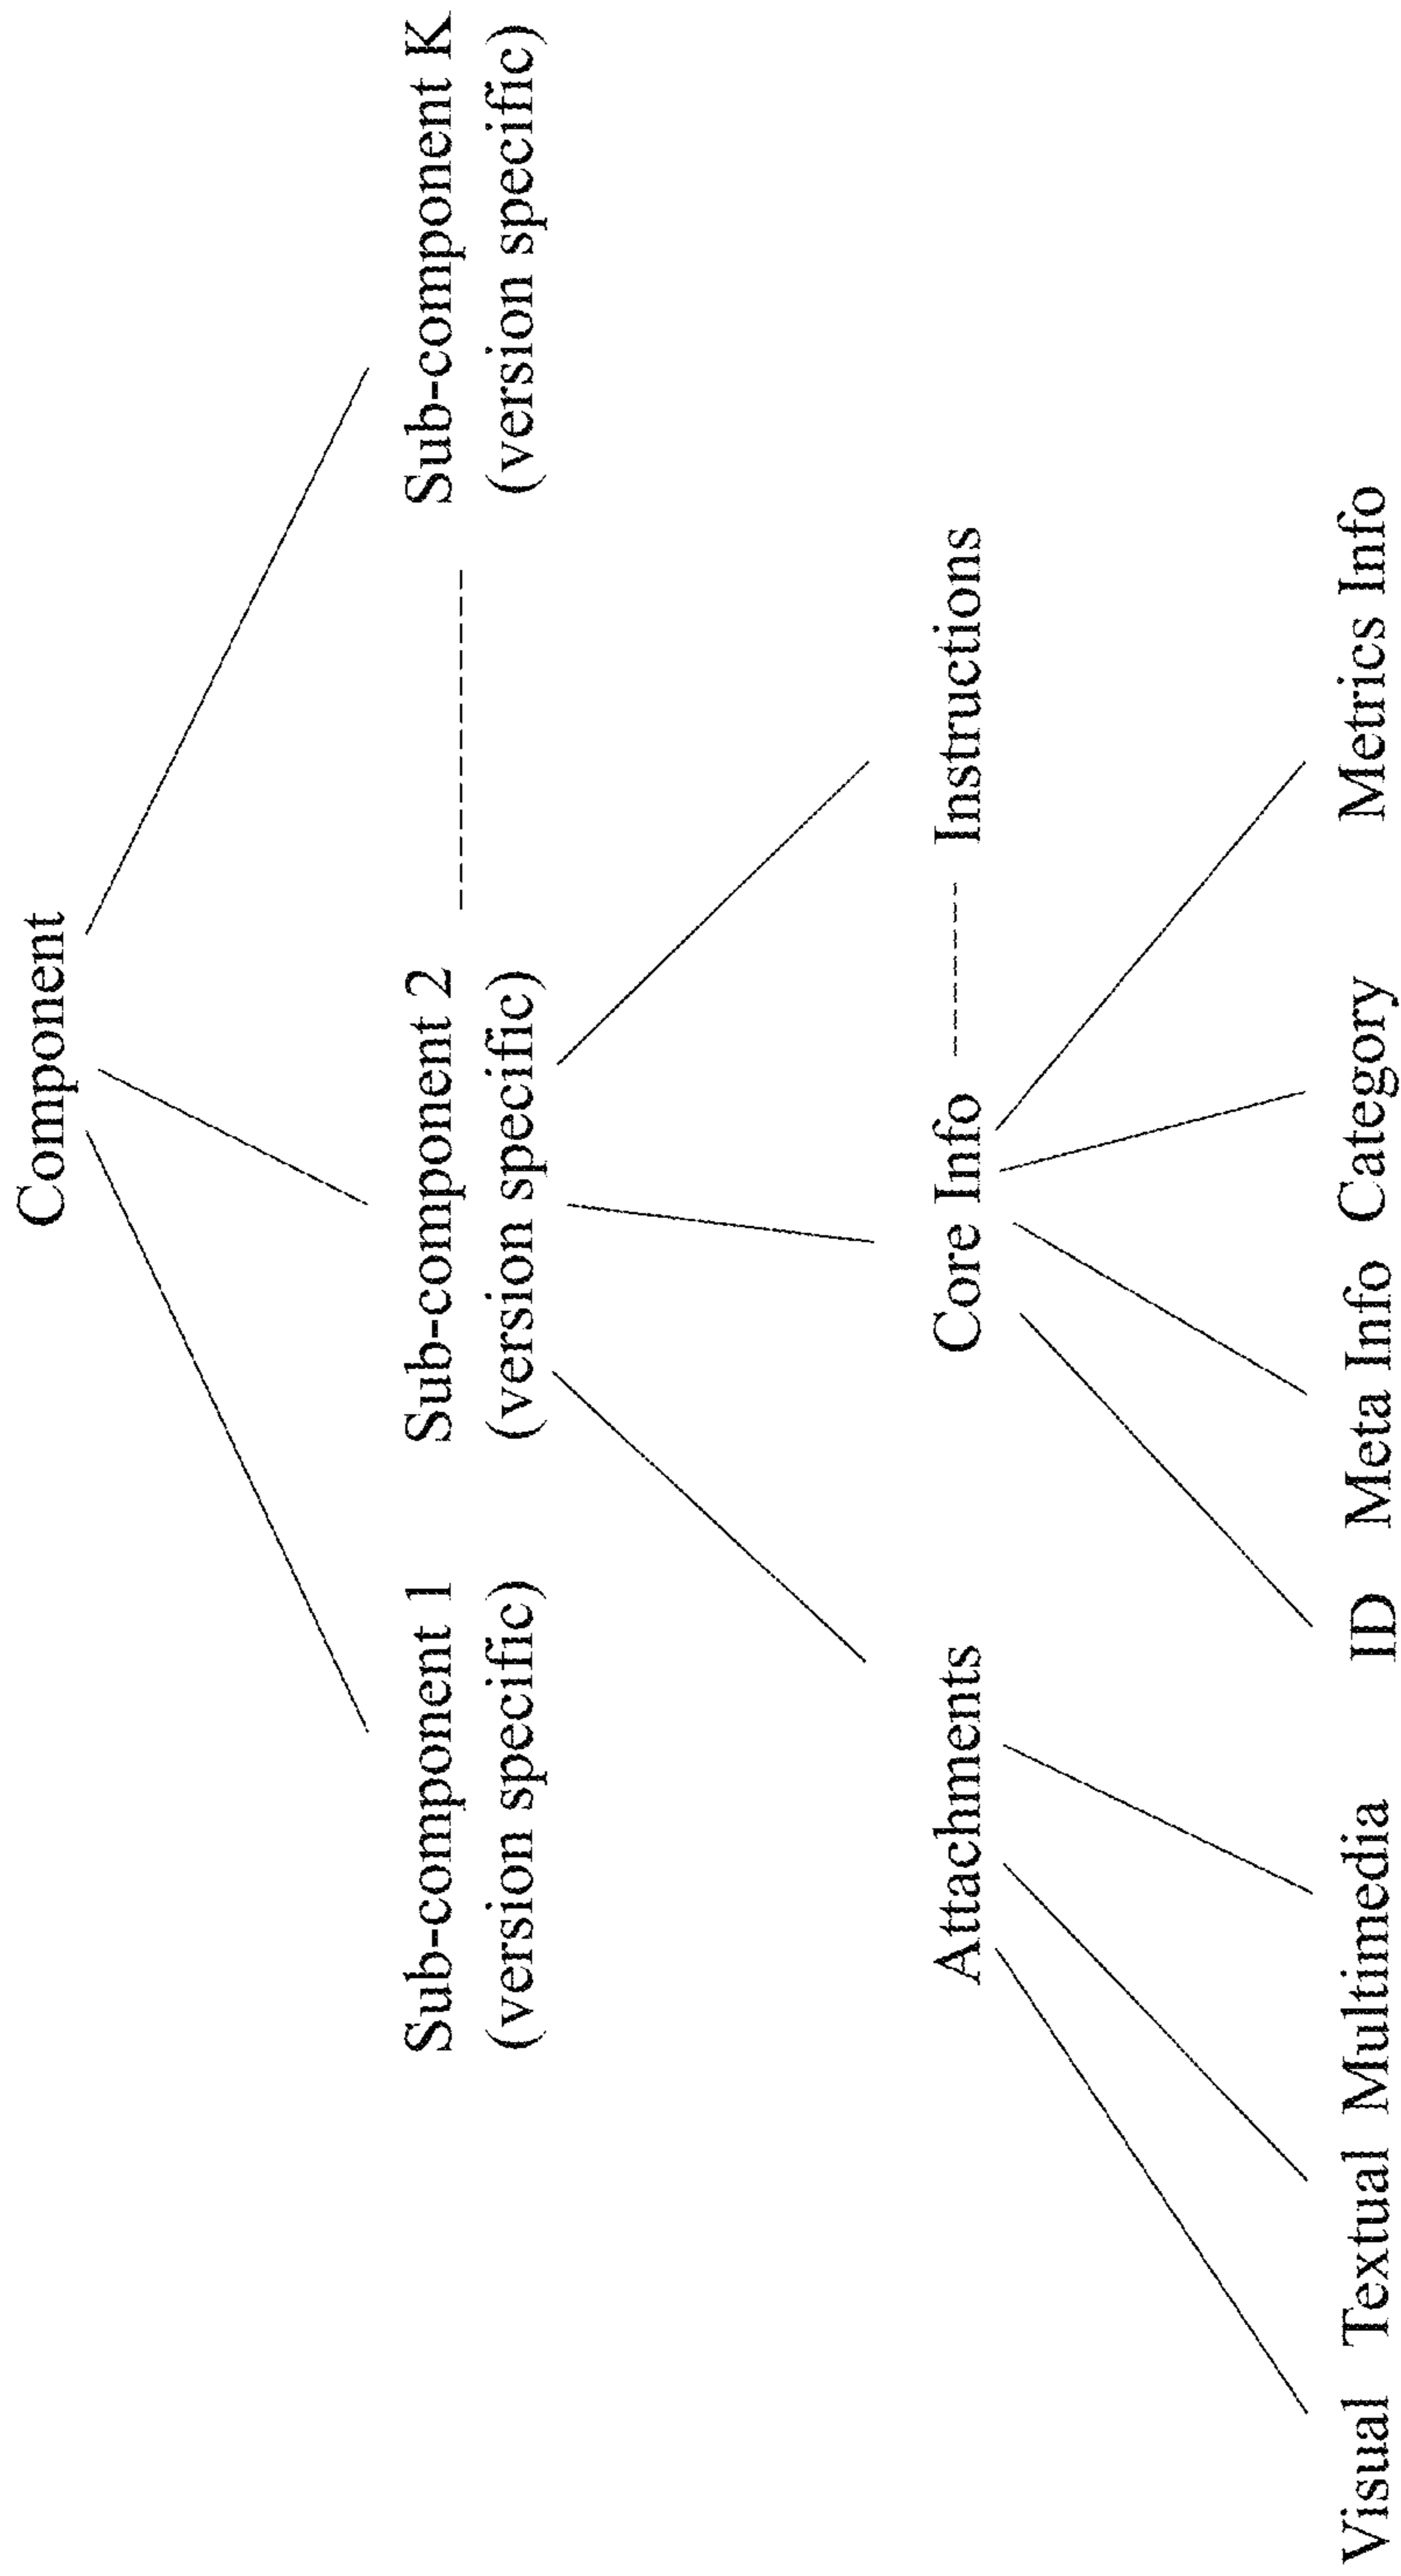 Component
Sub-component 1
(version specific)
Sub-component 2
(version specific)
Sub-component K
(version specific)
Attachments
Core Info
Instructions
Visual
Textual
Multimedia
ID
Meta Info
Category
Metrics Info